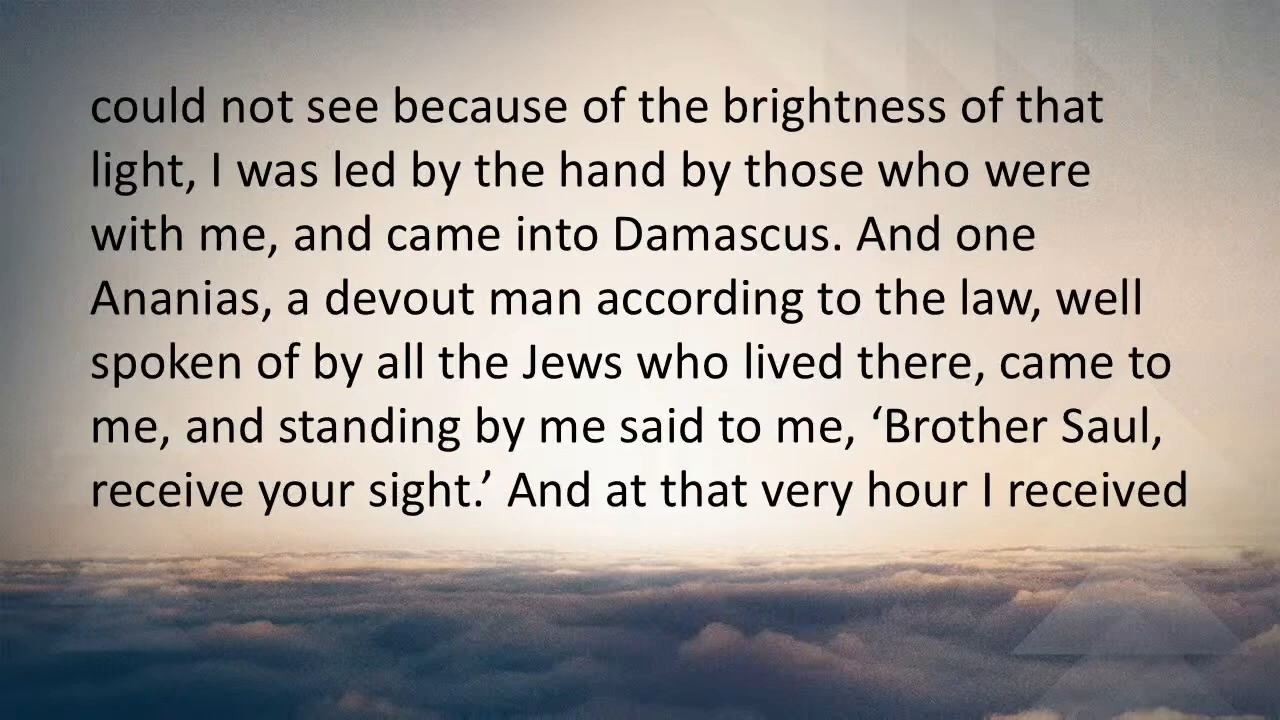 could not see because of the brightness of that
light, I was led by the hand by those who were
with me, and came into Damascus. And one
Ananias, a devout man according to the law, well
spoken of by all the Jews who lived there, came to
me, and standing by me said to me, ‘Brother Saul,
receive your sight.’ And at that very hour I received